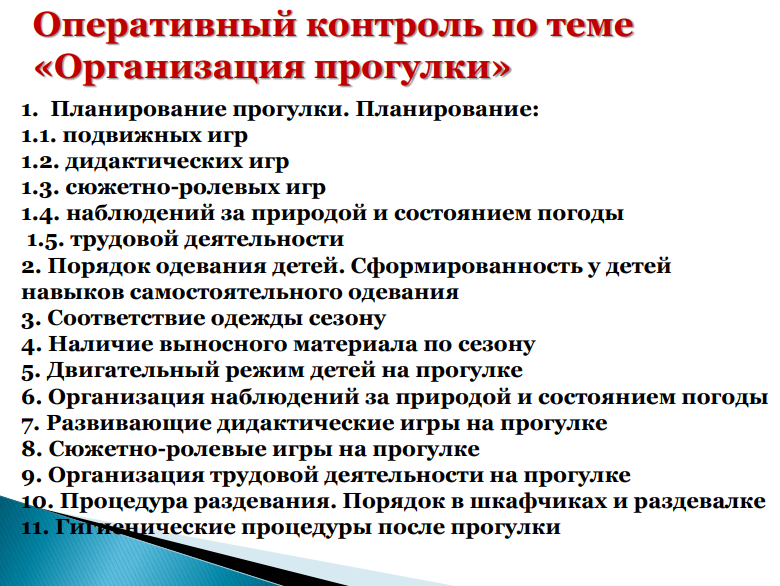 Оперативный контроль по теме
«Организация прогулки»
1. Планирование прогулки. Планирование:
1.1. подвижных игр
1.2. дидактических игр
1.3. сюжетно-ролевых игр
1.4. наблюдений за природой и состоянием погоды
1.5. трудовой деятельности
2. Порядок одевания детей. Сформированность у детей
навыков самостоятельного одевания
3. Соответствие одежды сезону
4. Наличие выносного материала по сезону
5. Двигательный режим детей на прогулке
6. Организация наблюдений за природой и состоянием погоды
7. Развивающие дидактические игры на прогулке
8. Сюжетно-ролевые игры на прогулке
9. Организация трудовой деятельности на прогулке
10. Процедура раздевания. Порядок в шкафчиках и раздевалке
11. Гигиенические процедуры после прогулки